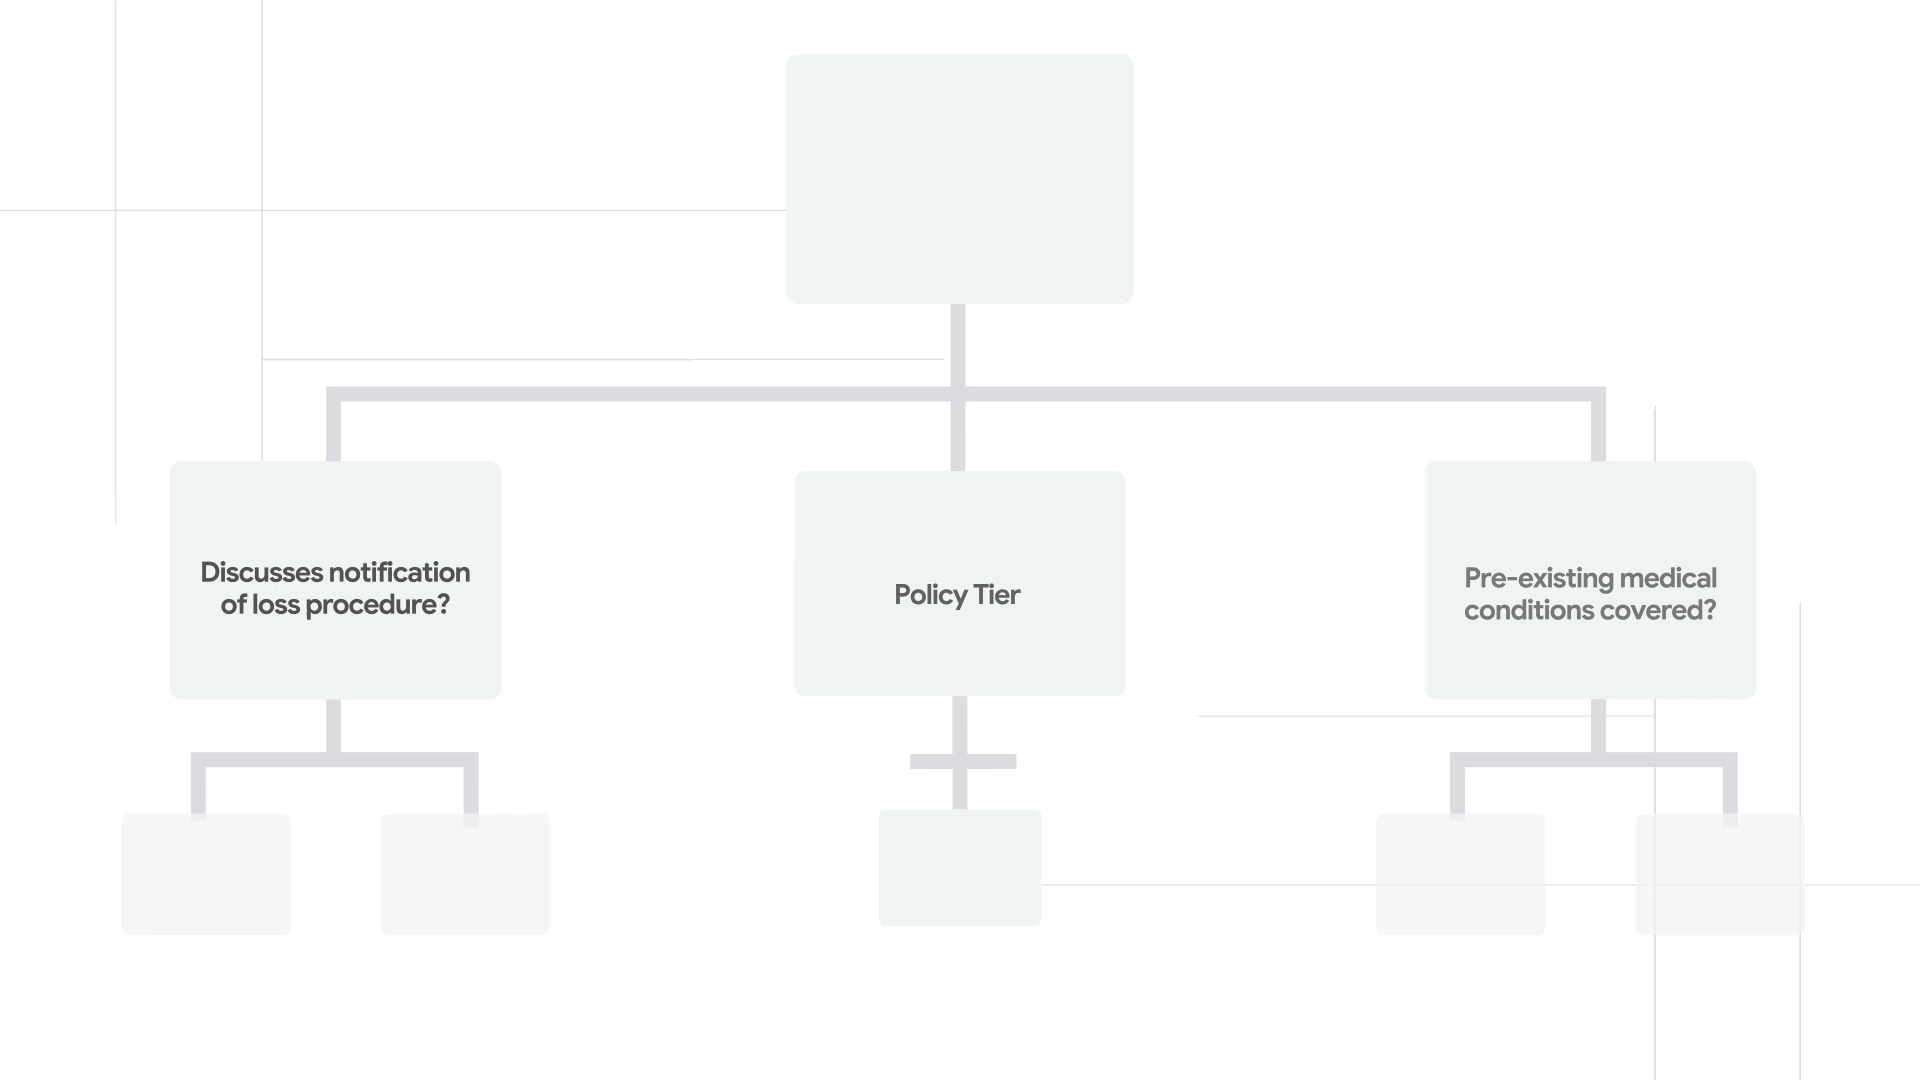 Discusses notification
of loss procedure?
Policy Tier
Pre-existing medical
conditions covered?